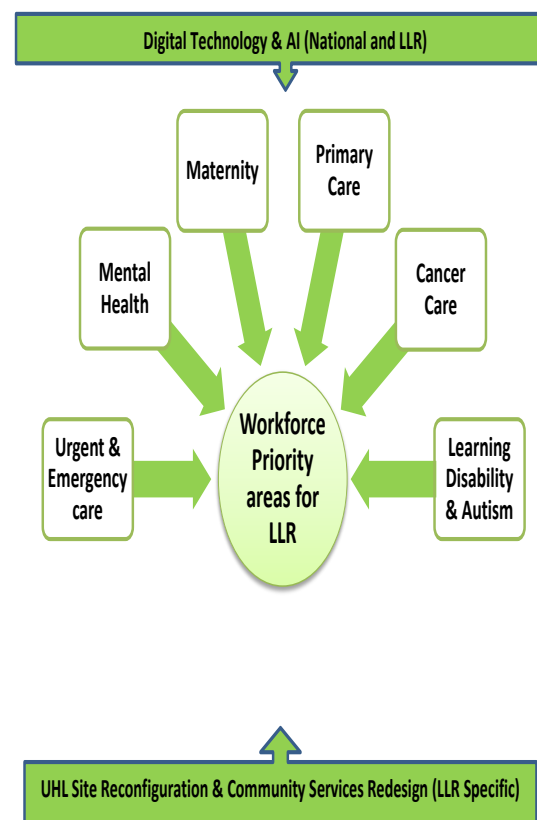 Digital Technology & AI (National and LLR)
Maternity
Primary
Care
Mental
Health
Cancer
Care
Urgent &
Emergency
care
Workforce
Priority
areas for
LLR
Learning
Disability
& Autism
UHL Site Reconfiguration & Community Services Redesign (LLR Specific)